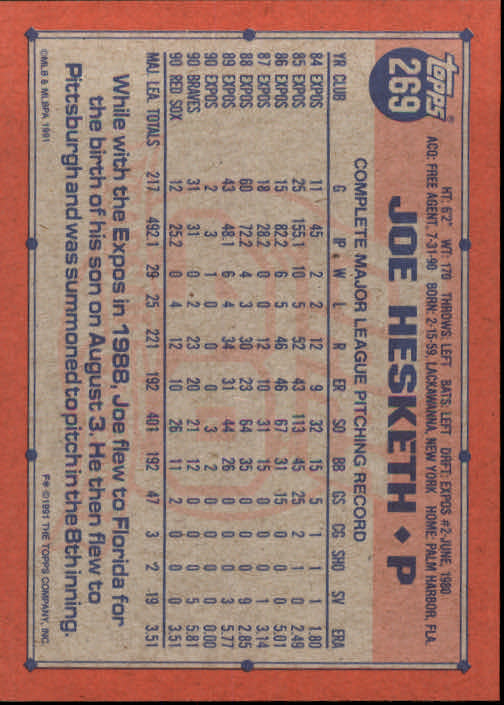 topps®
269
HT: 6'2" WT: 170 THROWS: LEFT BATS: LEFT DRFT: EXPOS #2-JUNE, 1980
ACQ: FREE AGENT, 7-31-90 BORN: 2-15-59, LACKAWANNA, NEW YORK HOME: PALM HARBOR, FLA.
JOE HESKETH ♦ P
COMPLETE MAJOR LEAGUE PITCHING RECORD
YR CLUB G IP W L R ER SO BB GS CG SHO SV ERA
84 EXPOS 11 45 2 2 12 9 32 15 5 1 1 1 1.80
85 EXPOS 25 155.1 10 5 52 43 113 45 25 2 1 0 2.49
86 EXPOS 15 82.2 6 5 46 46 67 31 15 0 0 0 5.01
87 EXPOS 18 28.2 0 0 12 10 31 15 0 0 0 1 3.14
88 EXPOS 60 72.2 4 3 30 23 64 35 0 0 0 9 2.85
89 EXPOS 43 48.1 6 4 34 31 44 26 0 0 0 3 5.77
90 EXPOS 2 3 1 0 0 0 3 2 0 0 0 0 0.00
90 BRAVES 31 31 0 2 23 20 21 12 0 0 0 5 5.81
90 RED SOX 12 25.2 0 4 12 10 26 11 2 0 0 0 3.51
MAJ. LEA. TOTALS 217 492.1 29 25 221 192 401 192 47 3 2 19 3.51
While with the Expos in 1988, Joe flew to Florida for
the birth of his son on August 3. He then flew to
Pittsburgh and was summoned to pitch in the 8th inning.
©MLB & MLBPA 1991
F* © 1991 THE TOPPS COMPANY, INC.